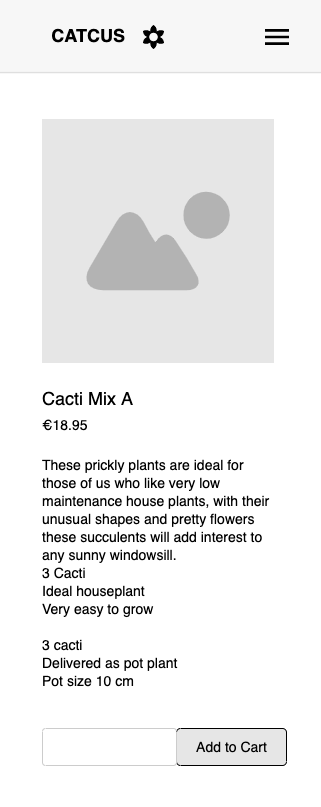 CATCUS
Cacti Mix A
€18.95
These prickly plants are ideal for
those of us who like very low
maintenance house plants, with their
unusual shapes and pretty flowers
these succulents will add interest to
any sunny windowsill.
3 Cacti
Ideal houseplant
Very easy to grow
3 cacti
Delivered as pot plant
Pot size 10 cm
Add to Cart